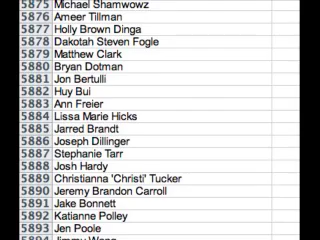 5875 Michael Shamwowz
5876 Ameer Tillman
5877 Holly Brown Dinga
5878 Dakotah Steven Fogle
5879 Matthew Clark
5880 Bryan Dotman
5881 Jon Bertulli
5882 Huy Bui
5883 Ann Freier
5884 Lissa Marie Hicks
5885 Jarred Brandt
5886 Joseph Dillinger
5887 Stephanie Tarr
5888 Josh Hardy
5889 Christianna 'Christi' Tucker
5890 Jeremy Brandon Carroll
5891 Jake Bonnett
5892 Katianne Polley
5893 Jen Poole
5894 Jimmy Wong